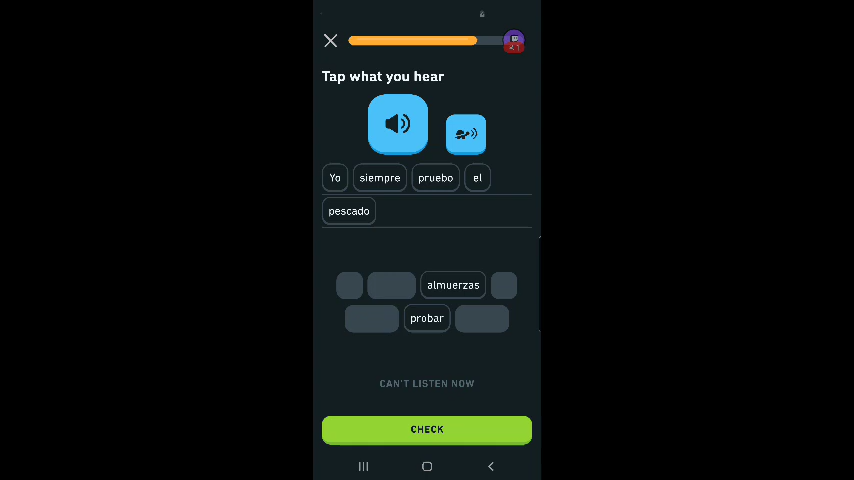 Tap what you hear
Yo siempre pruebo el
pescado
almuerzas
probar
CAN'T LISTEN NOW
CHECK